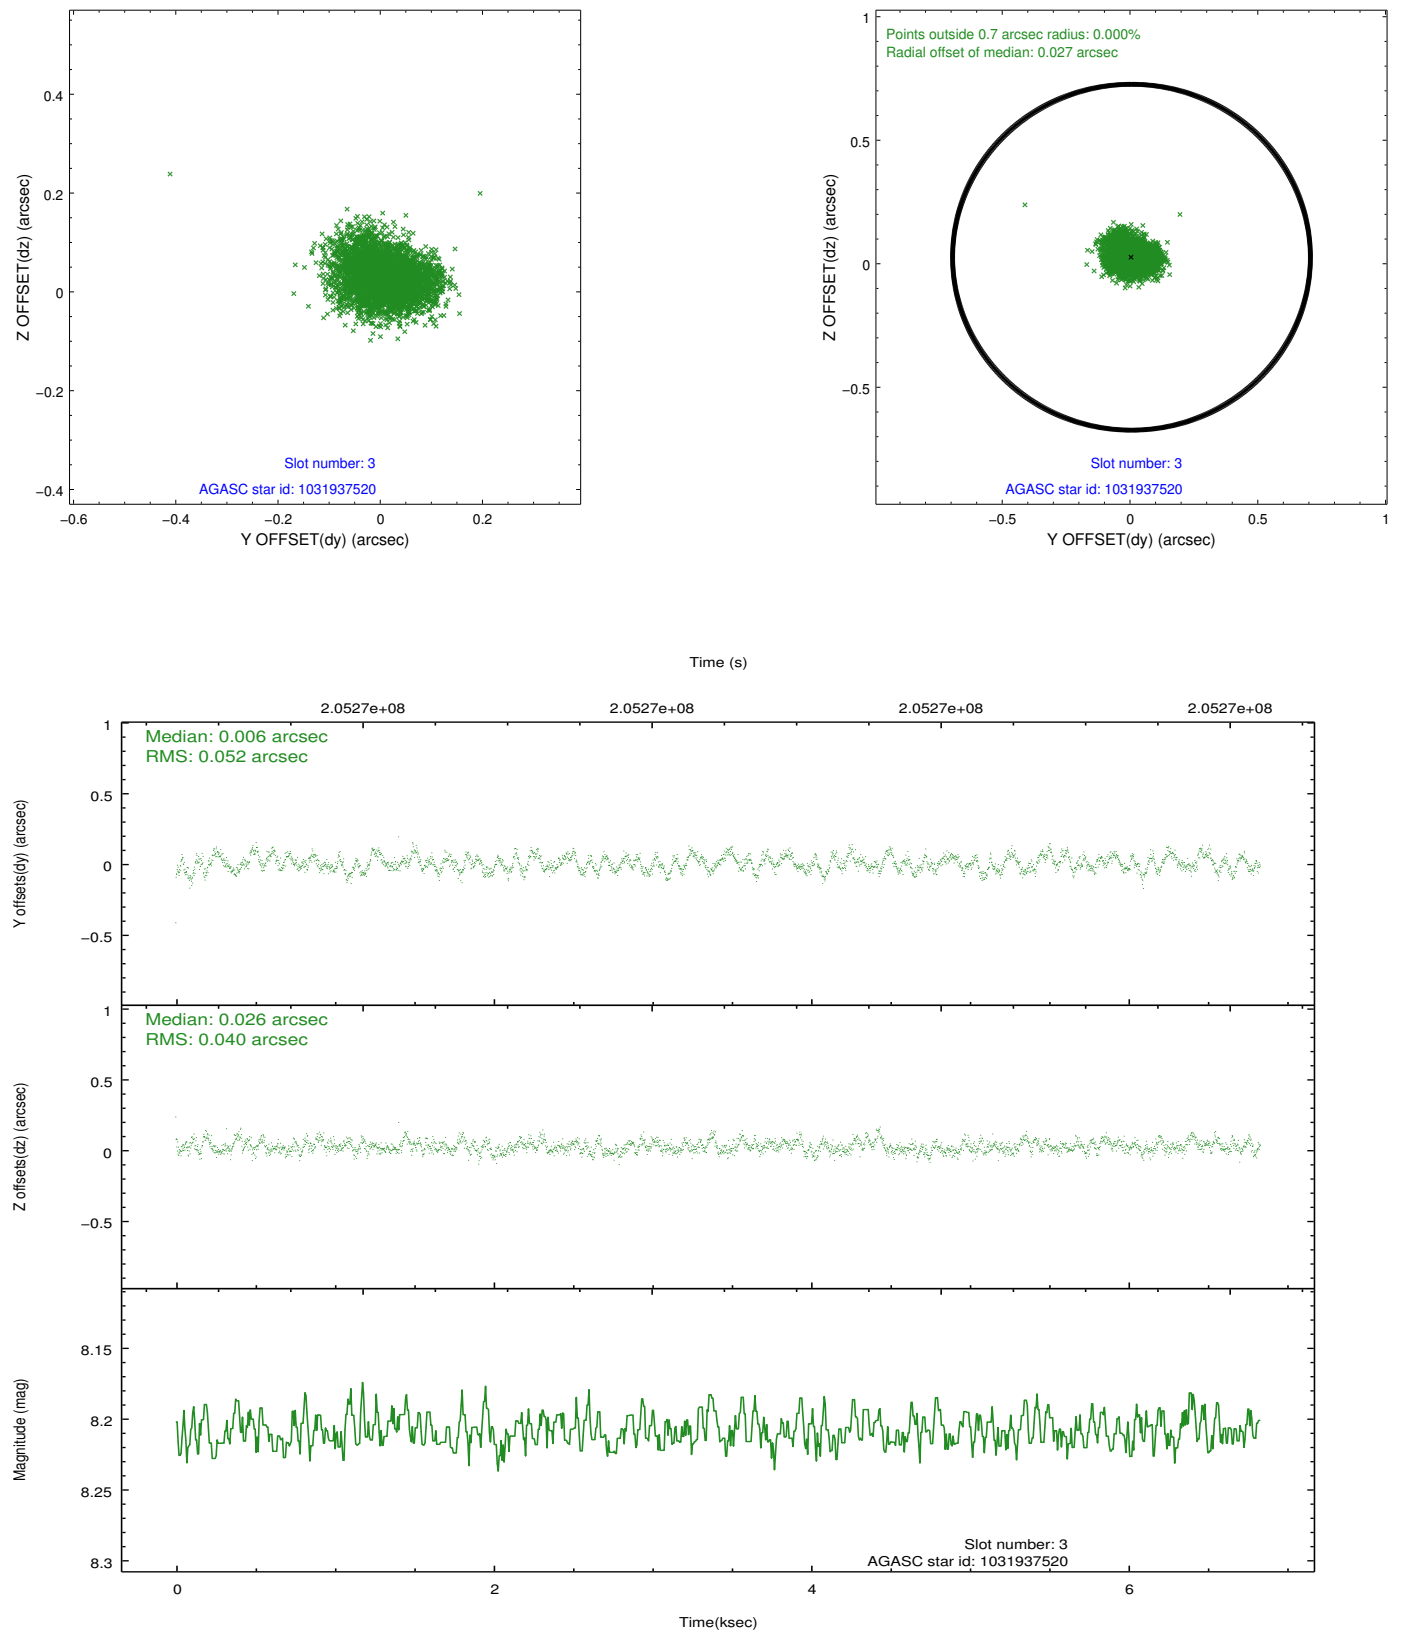 0.4
0.2
0
−0.2
−0.4
Z OFFSET(dz) (arcsec)
Slot number: 3
AGASC star id: 1031937520
−0.6 −0.4 −0.2 0 0.2
Y OFFSET(dy) (arcsec)
Points outside 0.7 arcsec radius: 0.000%
Radial offset of median: 0.027 arcsec
1
0.5
0
−0.5
Z OFFSET(dz) (arcsec)
Slot number: 3
AGASC star id: 1031937520
−0.5 0 0.5 1
Y OFFSET(dy) (arcsec)
Time (s)
2.0527e+08 2.0527e+08 2.0527e+08 2.0527e+08
Median: 0.006 arcsec
RMS: 0.052 arcsec
1
0.5
0
−0.5
Y offsets(dy) (arcsec)
Median: 0.026 arcsec
RMS: 0.040 arcsec
1
0.5
0
−0.5
Z offsets(dz) (arcsec)
8.15
8.2
8.25
8.3
Magnitude (mag)
Slot number: 3
AGASC star id: 1031937520
0 2 4 6
Time(ksec)